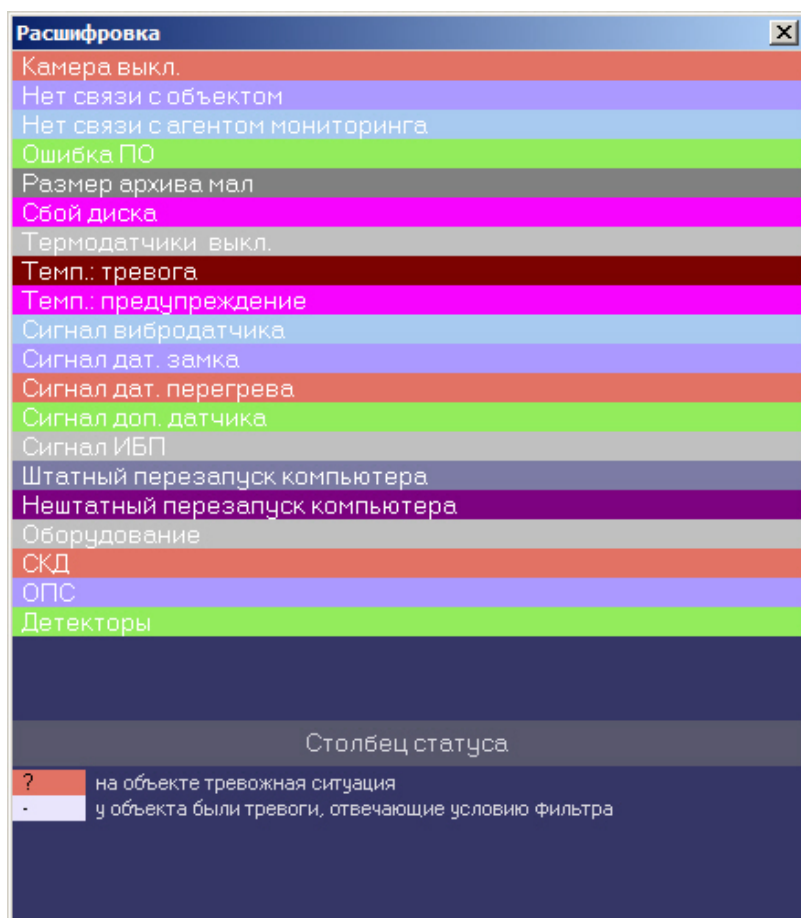 Расшифровка
Камера выкл.
Нет связи с объектом
Нет связи с агентом мониторинга
Ошибка ПО
Размер архива мал
Сбой диска
Термодатчики выкл.
Темп.: тревога
Темп.: предупреждение
Сигнал вибродатчика
Сигнал дат. замка
Сигнал дат. перегрева
Сигнал доп. датчика
Сигнал ИБП
Штатный перезапуск компьютера
Нештатный перезапуск компьютера
Оборудование
СКД
ОПС
Детекторы
Столбец статуса
? на объекте тревожная ситуация
- у объекта были тревоги, отвечающие условию фильтра